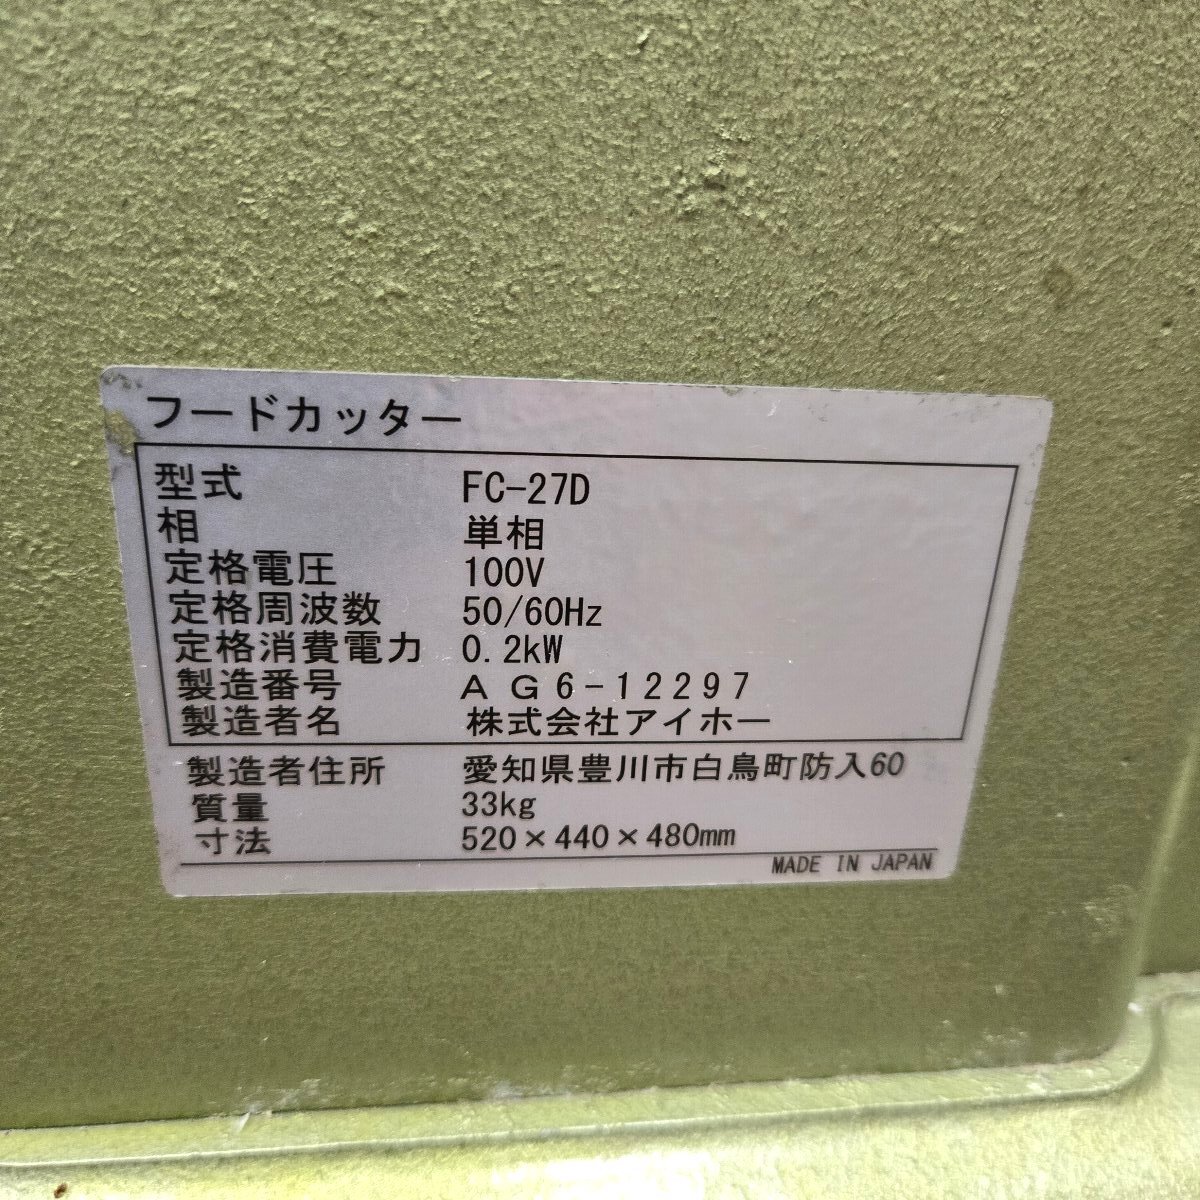 フードカッター
型式 FC-27D
相 単相
定格電圧 100V
定格周波数 50/60Hz
定格消費電力 0.2kW
製造番号 AG6-12297
製造者名 株式会社アイホー
製造者住所 愛知県豊川市白鳥町防入60
質量 33kg
寸法 520×440×480mm
MADE IN JAPAN